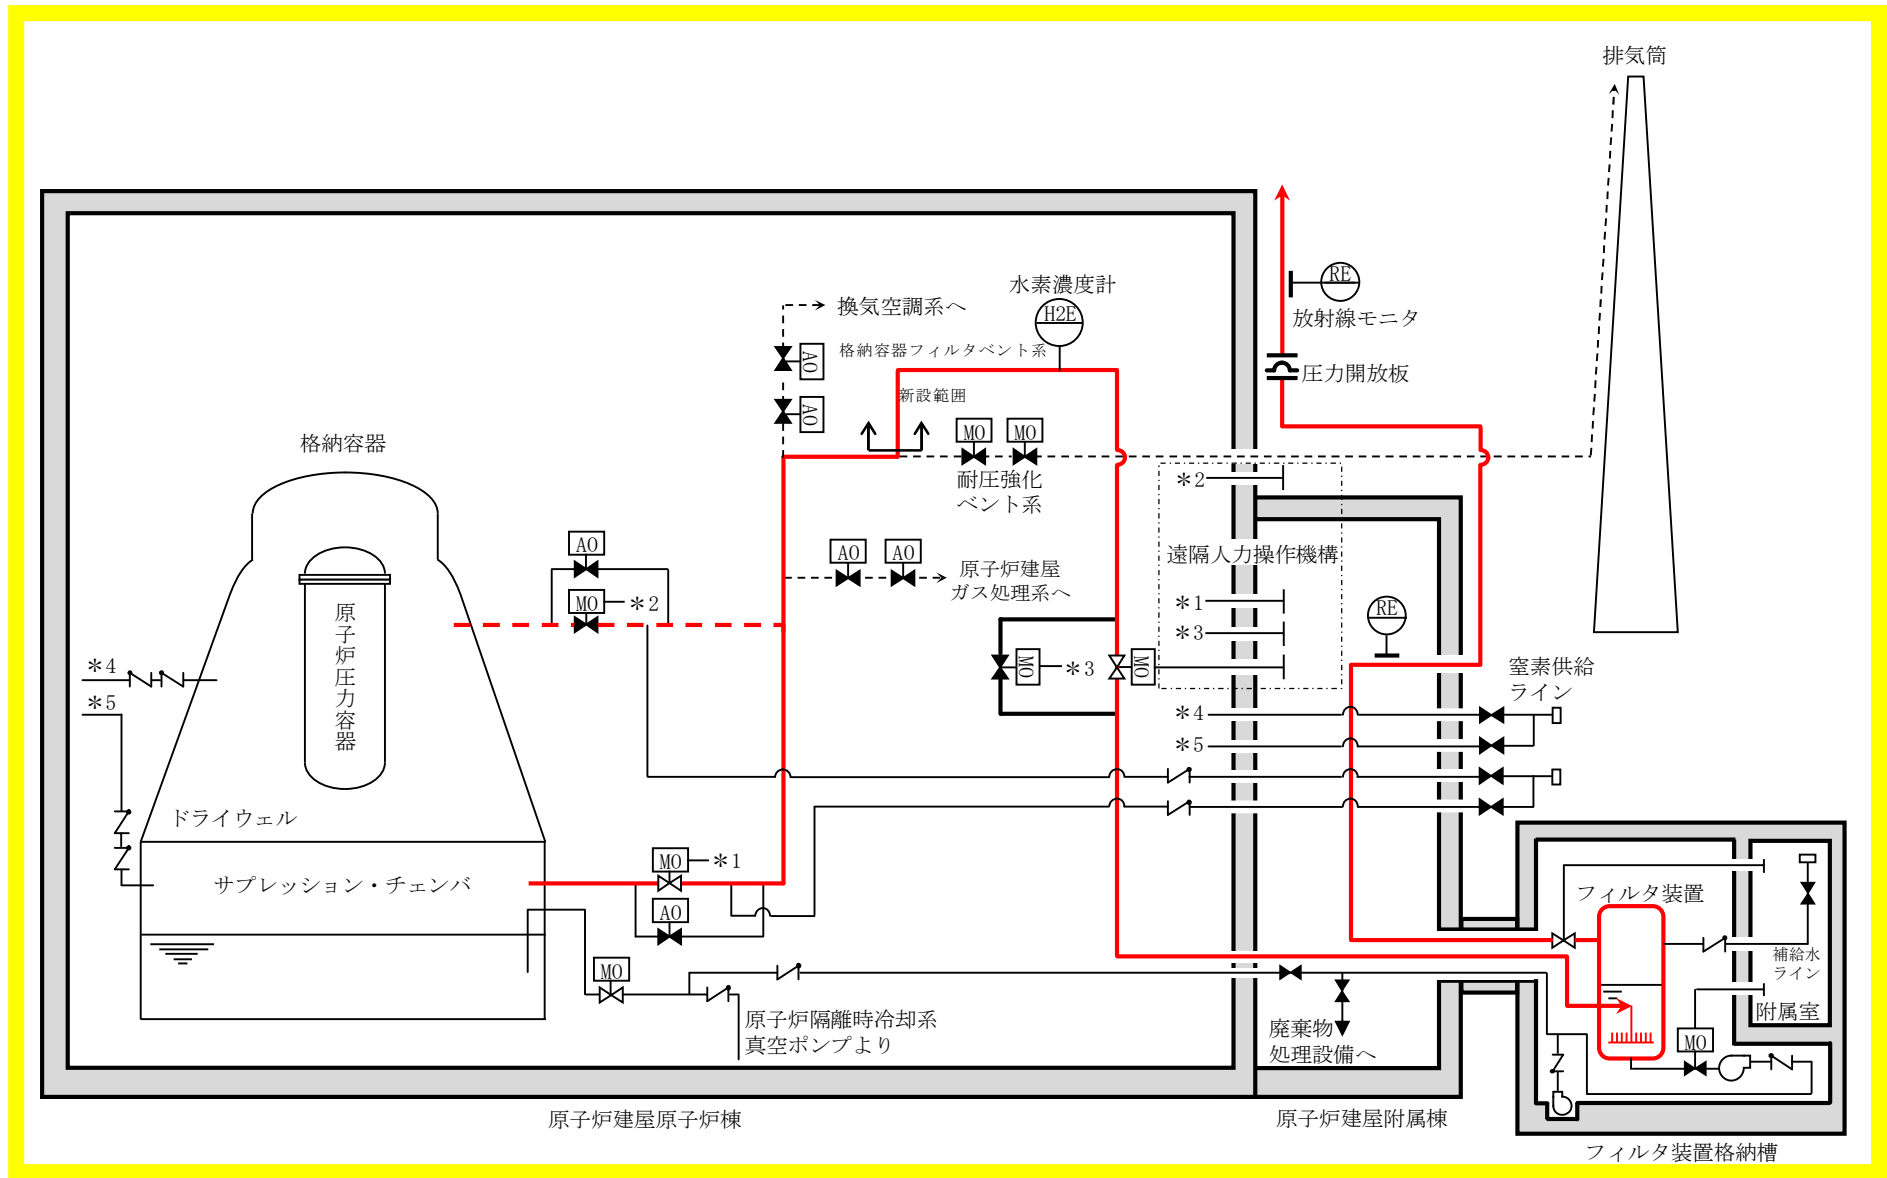 排気筒
水素濃度計
H2E
RE
放射線モニタ
換気空調系へ
AO
格納容器フィルタベント系
新設範囲
圧力開放板
AO
格納容器
MO
MO
耐圧強化
ベント系
*2
AO
AO
AO
遠隔人力操作機構
原子炉建屋
ガス処理系へ
MO
*2
*1
RE
*3
原子炉圧力容器
*4
MO
*3
MO
窒素供給
ライン
*5
*4
*5
ドライウェル
MO
*1
サプレッション・チェンバ
AO
フィルタ装置
MO
補給水
ライン
附属室
原子炉隔離時冷却系
真空ポンプより
廃棄物
処理設備へ
MO
原子炉建屋原子炉棟
原子炉建屋附属棟
フィルタ装置格納槽